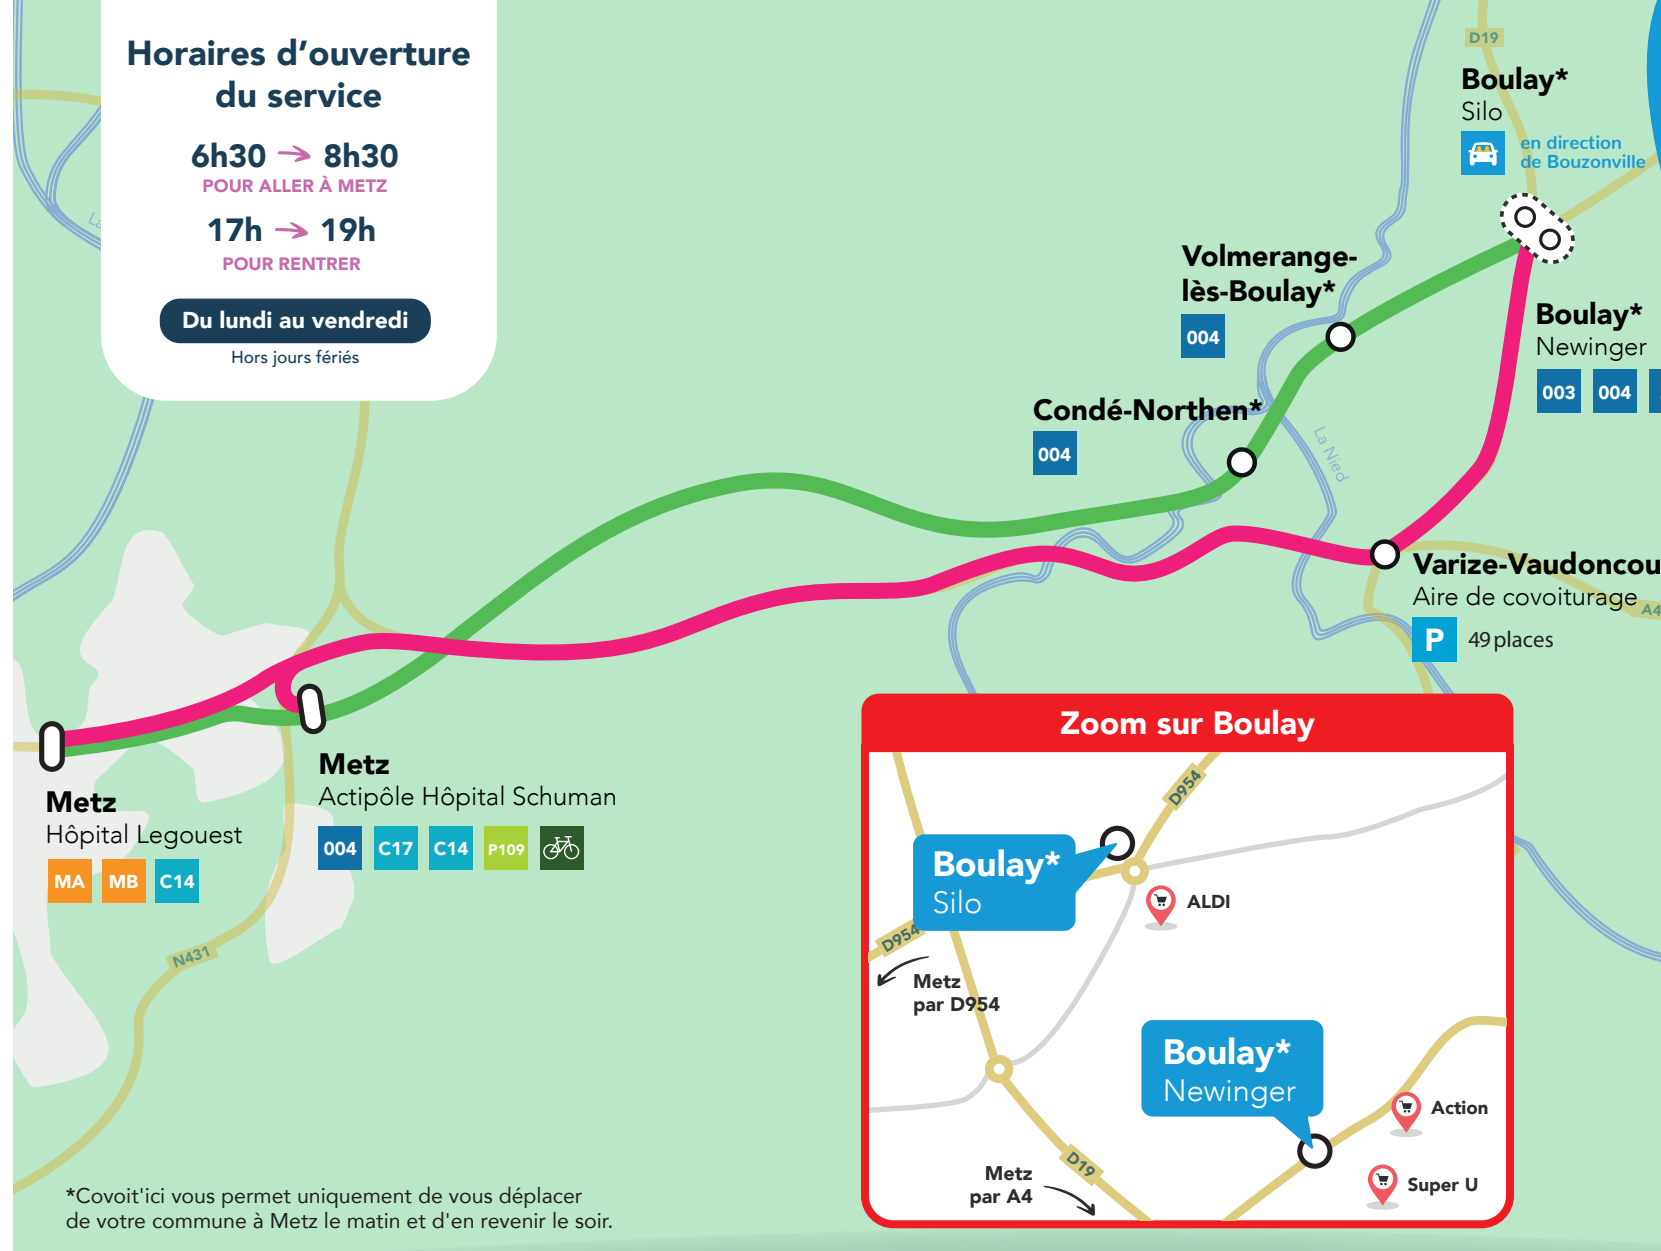 Horaires d'ouverture
du service
6h30 → 8h30
POUR ALLER À METZ
17h → 19h
POUR RENTRER
Du lundi au vendredi
Hors jours fériés
D19
Boulay*
Silo
en direction
de Bouzonville
Volmerange-
lès-Boulay*
004
Boulay*
Newinger
003 004
Condé-Northen*
004
La Nied
Varize-Vaudoncou
Aire de covoiturage
A4
P 49 places
La
Metz
Hôpital Legouest
MA MB C14
Metz
Actipôle Hôpital Schuman
004 C17 C14 P109
N431
Zoom sur Boulay
D954
Boulay*
Silo
ALDI
D954
Metz
par D954
Boulay*
Newinger
Action
Super U
D19
Metz
par A4
*Covoit'ici vous permet uniquement de vous déplacer
de votre commune à Metz le matin et d'en revenir le soir.